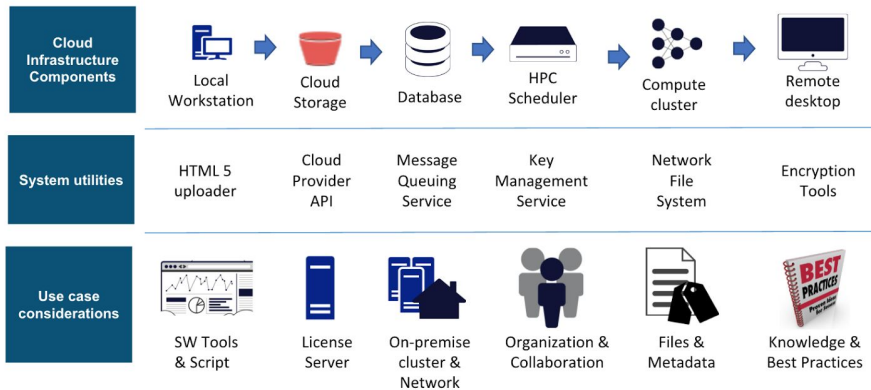 Cloud
Infrastructure
Components
Local
Workstation
Cloud
Storage
Database
HPC
Scheduler
Compute
cluster
Remote
desktop
System utilities
HTML 5
uploader
Cloud
Provider
API
Message
Queuing
Service
Key
Management
Service
Network
File
System
Encryption
Tools
Use case
considerations
SW Tools
& Script
License
Server
On-premise
cluster &
Network
Organization &
Collaboration
Files &
Metadata
BEST
PRACTICES
Knowledge &
Best Practices